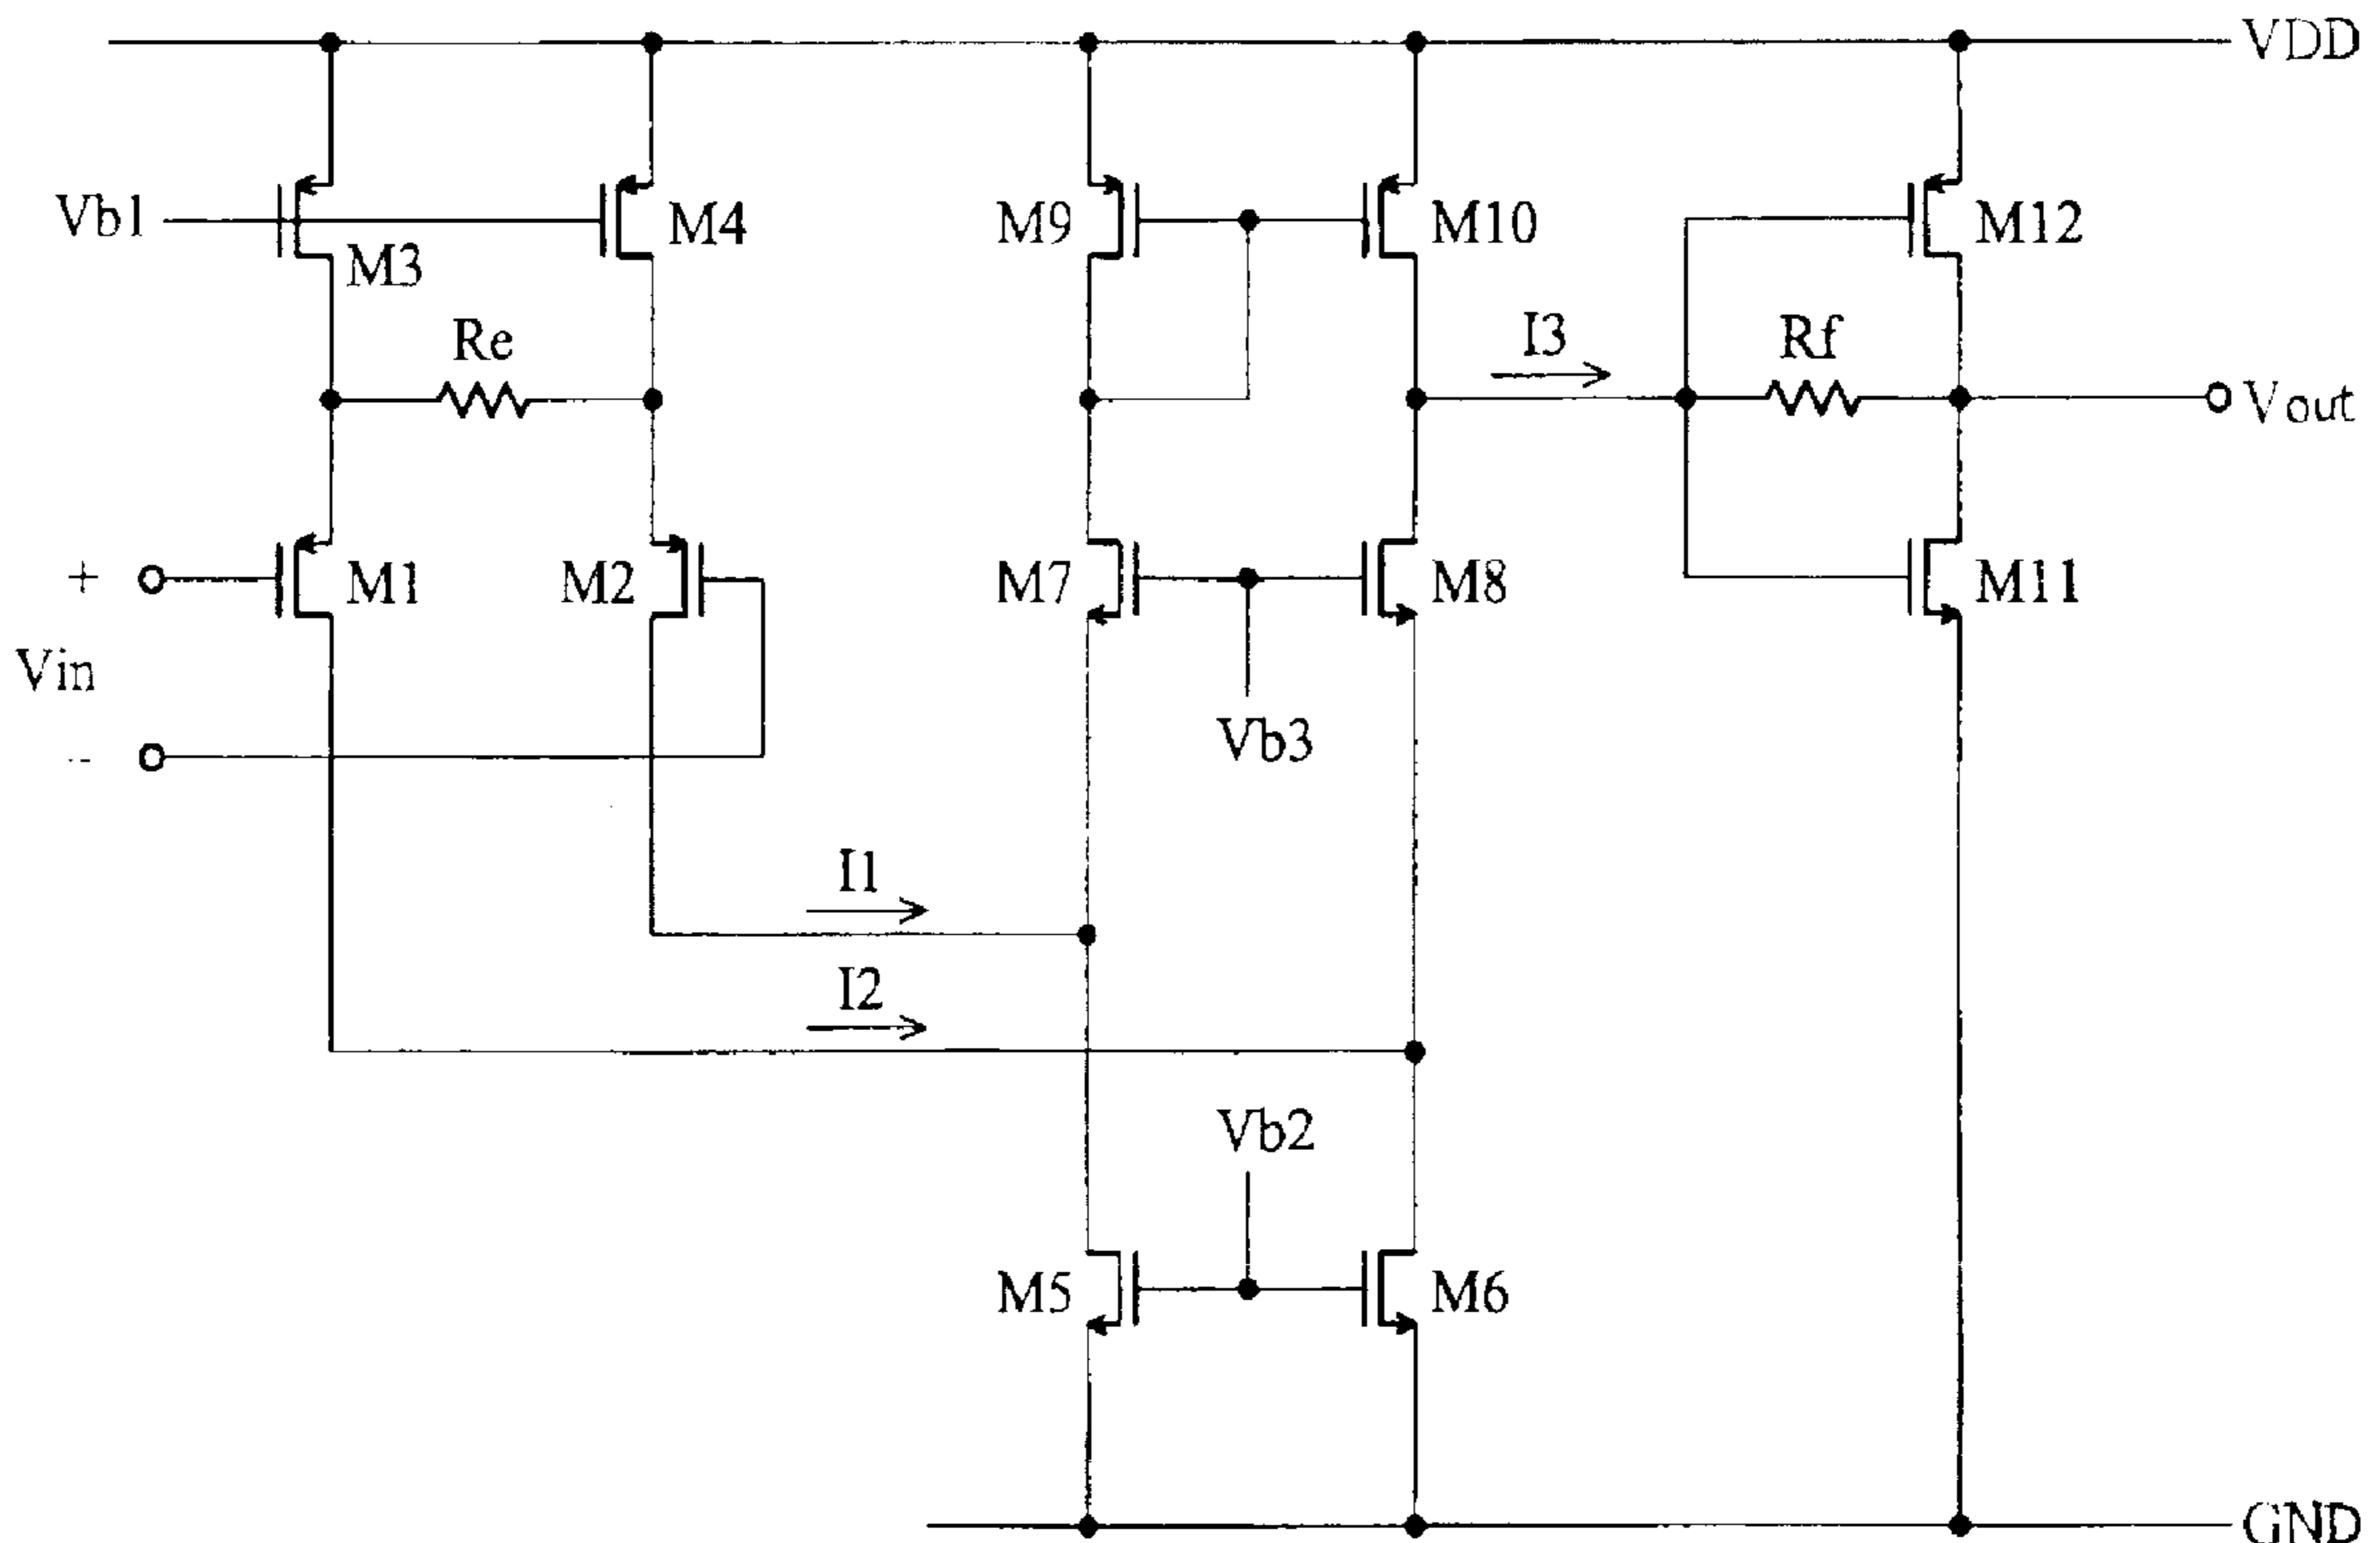 VDD
Vb1
M3
M4
M9
M10
M12
Re
I3
Rf
Vout
+
M1
M2
M7
M8
M11
Vin
Vb3
--
I1
I2
Vb2
M5
M6
GND